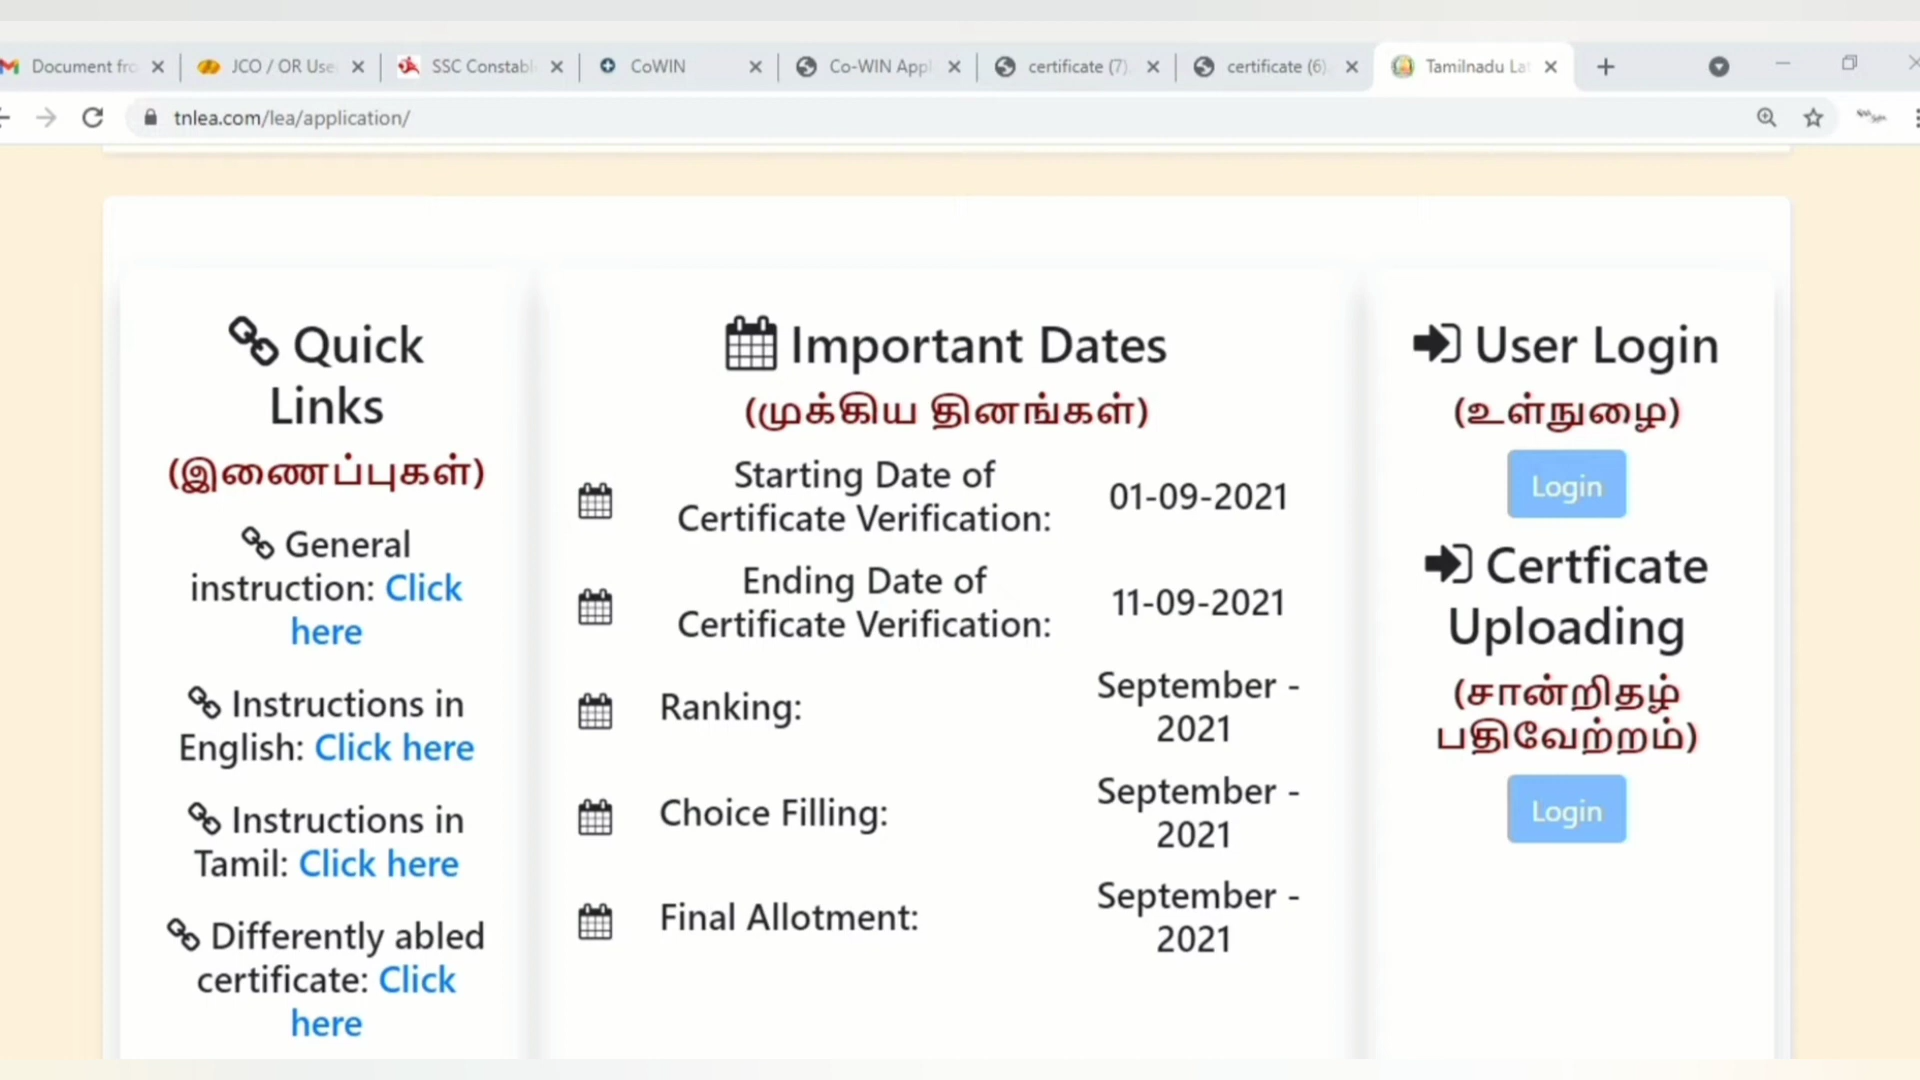 Document fro
JCO / OR Use
SSC Constabl
CoWIN
Co-WIN Appl
certificate (7)
certificate (6)
Tamilnadu Lat
tnlea.com/lea/application/
Quick
Links
(இணைப்புகள்)
General
instruction: Click
here
Instructions in
English: Click here
Instructions in
Tamil: Click here
Differently abled
certificate: Click
here
Important Dates
(முக்கிய தினங்கள்)
Starting Date of
Certificate Verification:
01-09-2021
Ending Date of
Certificate Verification:
11-09-2021
Ranking:
September -
2021
Choice Filling:
September -
2021
Final Allotment:
September -
2021
User Login
(உள்நுழை)
Login
Certficate
Uploading
(சான்றிதழ்
பதிவேற்றம்)
Login